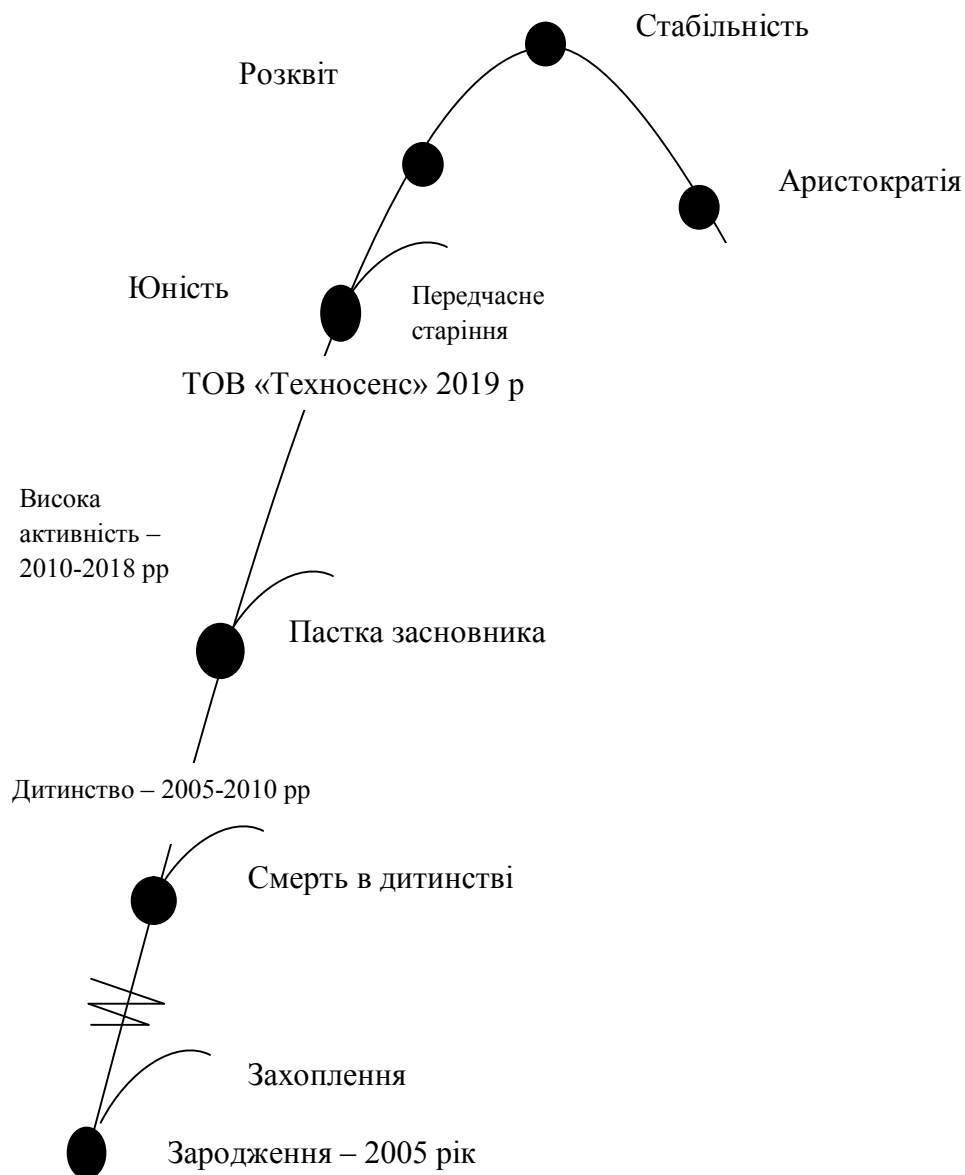 Стабільність
Розквіт
Аристократія
Юність
Передчасне
старіння
ТОВ «Техносенс» 2019 р
Висока
активність –
2010-2018 рр
Пастка засновника
Дитинство – 2005-2010 рр
Смерть в дитинстві
Захоплення
Зародження – 2005 рік